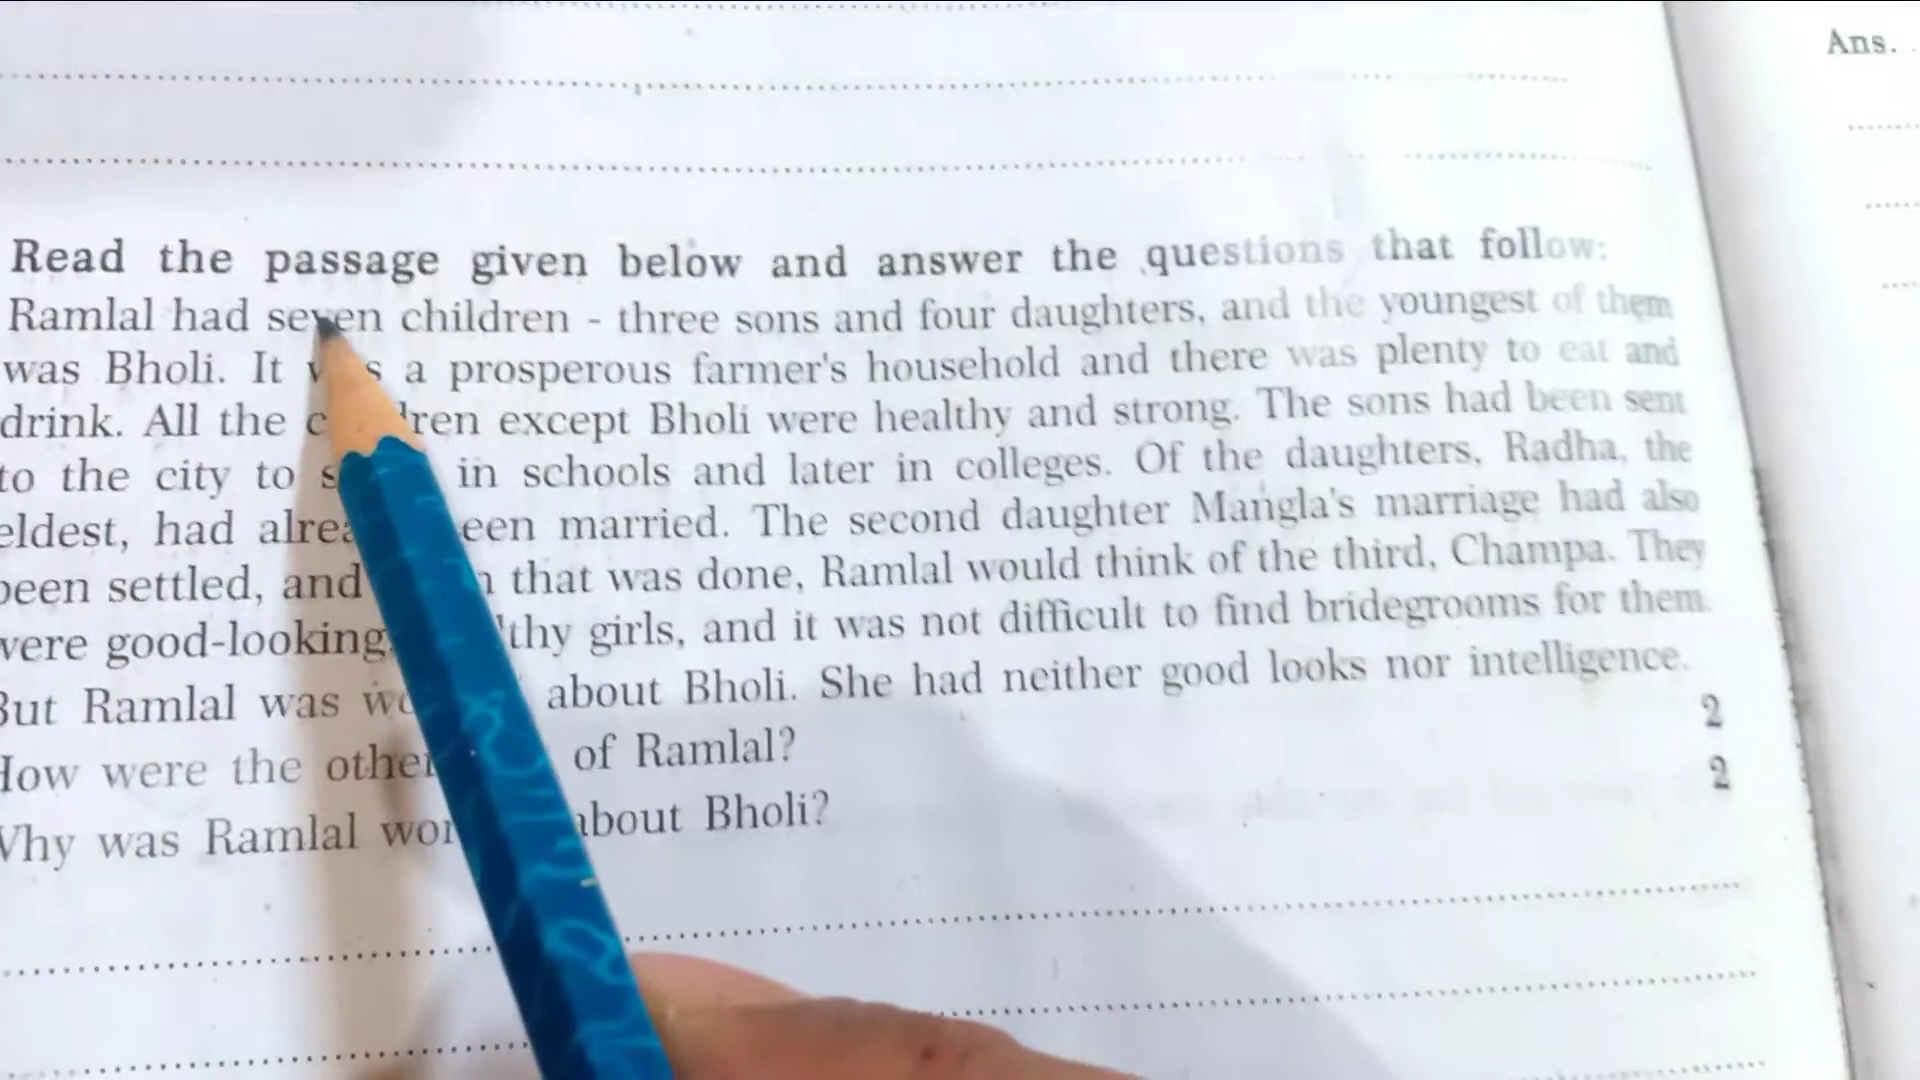 Ans.
Read the passage given below and answer the questions that follow:
Ramlal had seven children - three sons and four daughters, and the youngest of them
was Bholi. It was a prosperous farmer's household and there was plenty to eat and
drink. All the children except Bholi were healthy and strong. The sons had been sent
to the city to in schools and later in colleges. Of the daughters, Radha, the
eldest, had already been married. The second daughter Mangla's marriage had also
been settled, and that was done, Ramlal would think of the third, Champa. They
were good-looking, girls, and it was not difficult to find bridegrooms for them.
But Ramlal was about Bholi. She had neither good looks nor intelligence.
How were the other of Ramlal? 2
Why was Ramlal about Bholi? 2